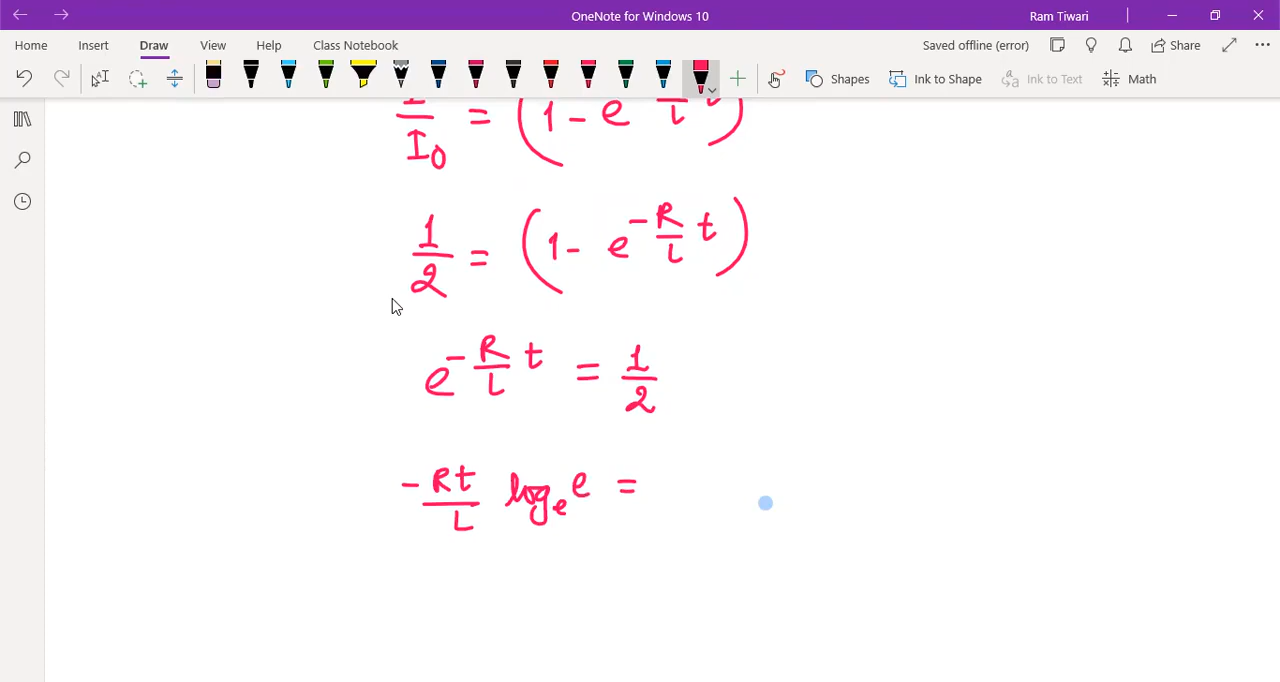 OneNote for Windows 10
Ram Tiwari
Home Insert Draw View Help Class Notebook
Saved offline (error)
Share
Shapes
Ink to Shape
Ink to Text
Math
I/I₀ = (1 - e^(-R/L t))
1/2 = (1 - e^(-R/L t))
e^(-R/L t) = 1/2
-Rt/L logₑ e =